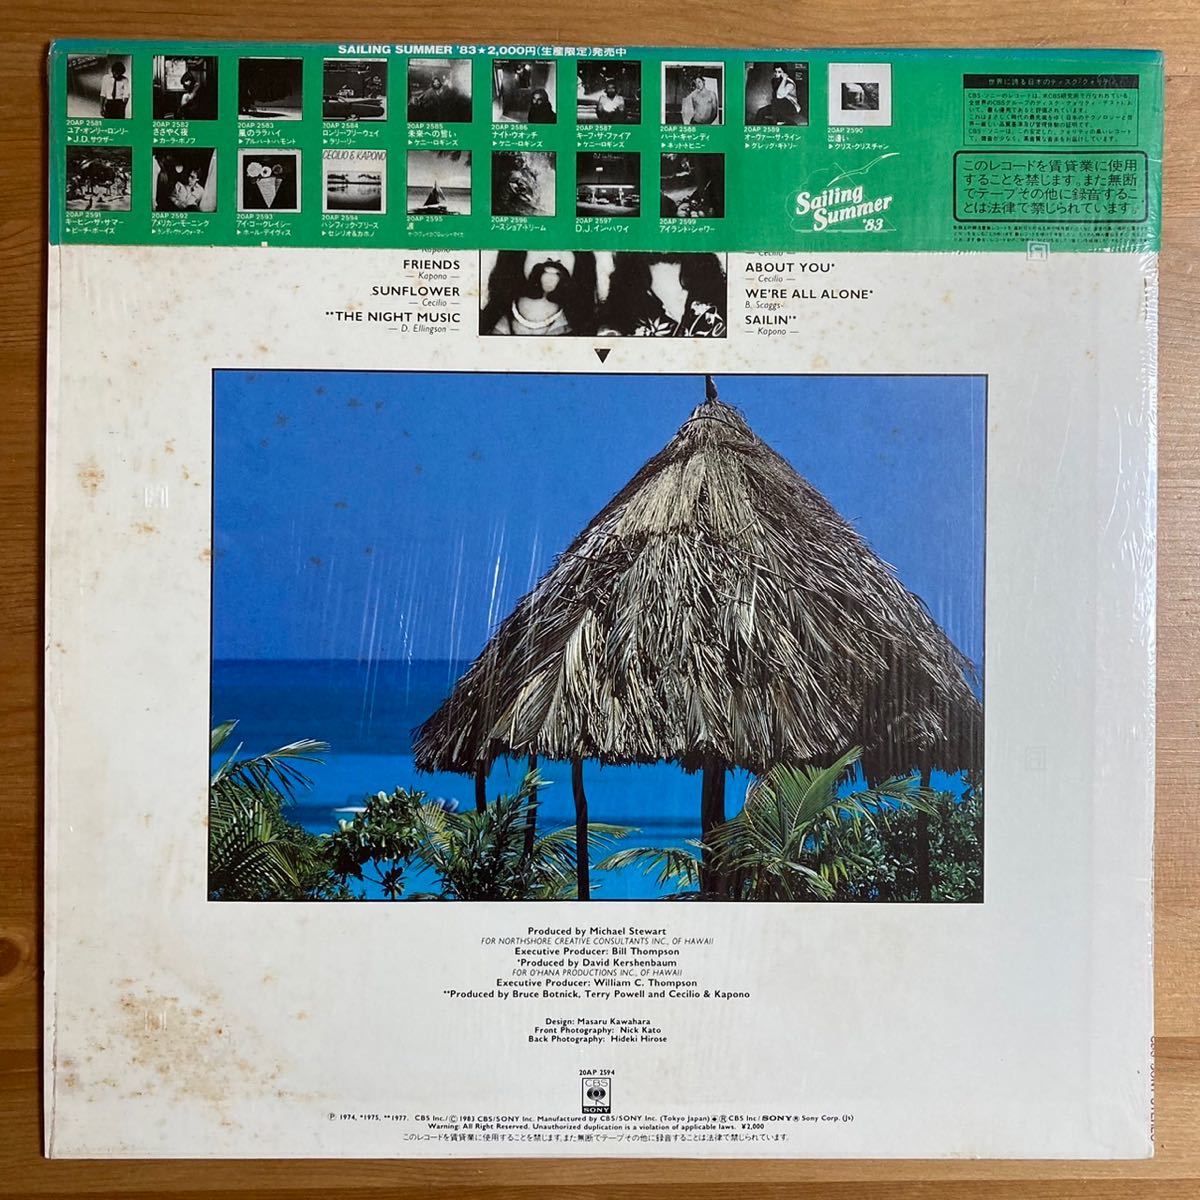 SAILING SUMMER '83★2,000円(生産限定)発売中
20AP 2581
ユア・オンリー・ロンリー
▶J.D.サウザー
20AP 2582
ささやく夜
▶カーラ・ボノフ
20AP 2583
風のララバイ
▶アルバート・ハモンド
20AP 2584
ロンリー・フリーウェイ
▶ラリー・リー
20AP 2585
未来への誓い
▶ケニー・ロギンズ
20AP 2586
ナイト・ウオッチ
▶ケニー・ロギンズ
20AP 2587
キープ・ザ・ファイア
▶ケニー・ロギンズ
20AP 2588
ハート・キャンディ
▶ネッド・ドヒニー
20AP 2589
オーヴァー・ザ・ライン
▶グレッグ・ギドリー
20AP 2590
出逢い
▶クリス・クリスチャン
20AP 2591
キーピン・ザ・サマー
▶ビーチ・ボーイズ
20AP 2592
アメリカン・モーニング
▶ランディ・ヴァンウォーマー
20AP 2593
アイ・ゴー・クレイジー
▶ポール・デイヴィス
CECILIO & KAPONO
20AP 2594
パシフィック・ブリーズ
▶セシリオ&カポノ
20AP 2595
20AP 2596
ノース・ショア・ドリーム
20AP 2597
D.J.イン・ハワイ
20AP 2599
アイランド・シャワー
Sailing
Summer
'83
世界に誇る日本のディスク・クォリティ
このレコードを賃貸業に使用
することを禁じます。また無断
でテープその他に録音するこ
とは法律で禁じられています。
FRIENDS
— Kapono —
SUNFLOWER
— Cecilio —
**THE NIGHT MUSIC
— D. Ellingson —
— Cecilio —
ABOUT YOU*
— Cecilio —
WE'RE ALL ALONE*
B. Scaggs
SAILIN'**
— Kapono —
Produced by Michael Stewart
FOR NORTHSHORE CREATIVE CONSULTANTS INC., OF HAWAII
Executive Producer: Bill Thompson
*Produced by David Kershenbaum
FOR O'HANA PRODUCTIONS INC., OF HAWAII
Executive Producer: William C. Thompson
**Produced by Bruce Botnick, Terry Powell and Cecilio & Kapono
Design: Masaru Kawahara
Front Photography: Nick Kato
Back Photography: Hideki Hirose
20AP 2594
CBS
SONY
Ⓟ 1974, *1975, **1977. CBS Inc./Ⓒ 1983 CBS/SONY Inc. Manufactured by CBS/SONY Inc. (Tokyo Japan) ® CBS Inc/SONY® Sony Corp. (Js)
Warning: All Right Reserved. Unauthorized duplication is a violation of applicable laws. ¥2,000
このレコードを賃貸業に使用することを禁じます。また無断でテープその他に録音することは法律で禁じられています。